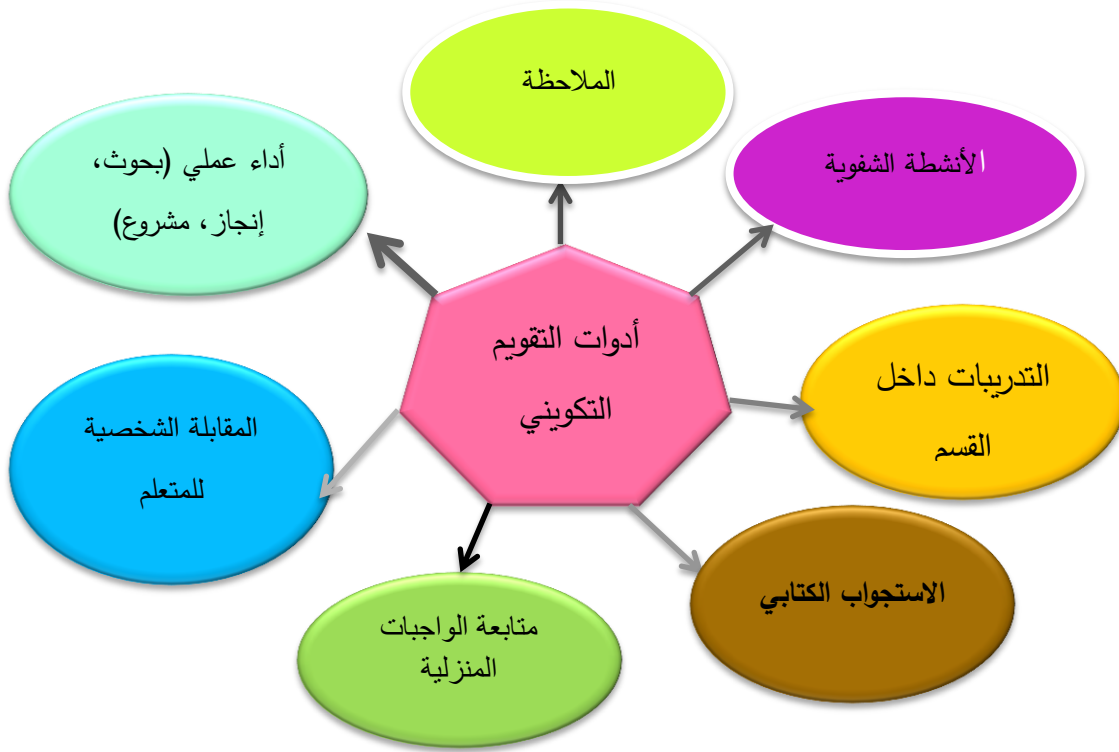 الملاحظة
الأنشطة الشفوية
أداء عملي (بحوث،
إنجاز، مشروع)
أدوات التقويم
التكويني
التدريبات داخل
القسم
المقابلة الشخصية
للمتعلم
الاستجواب الكتابي
متابعة الواجبات
المنزلية